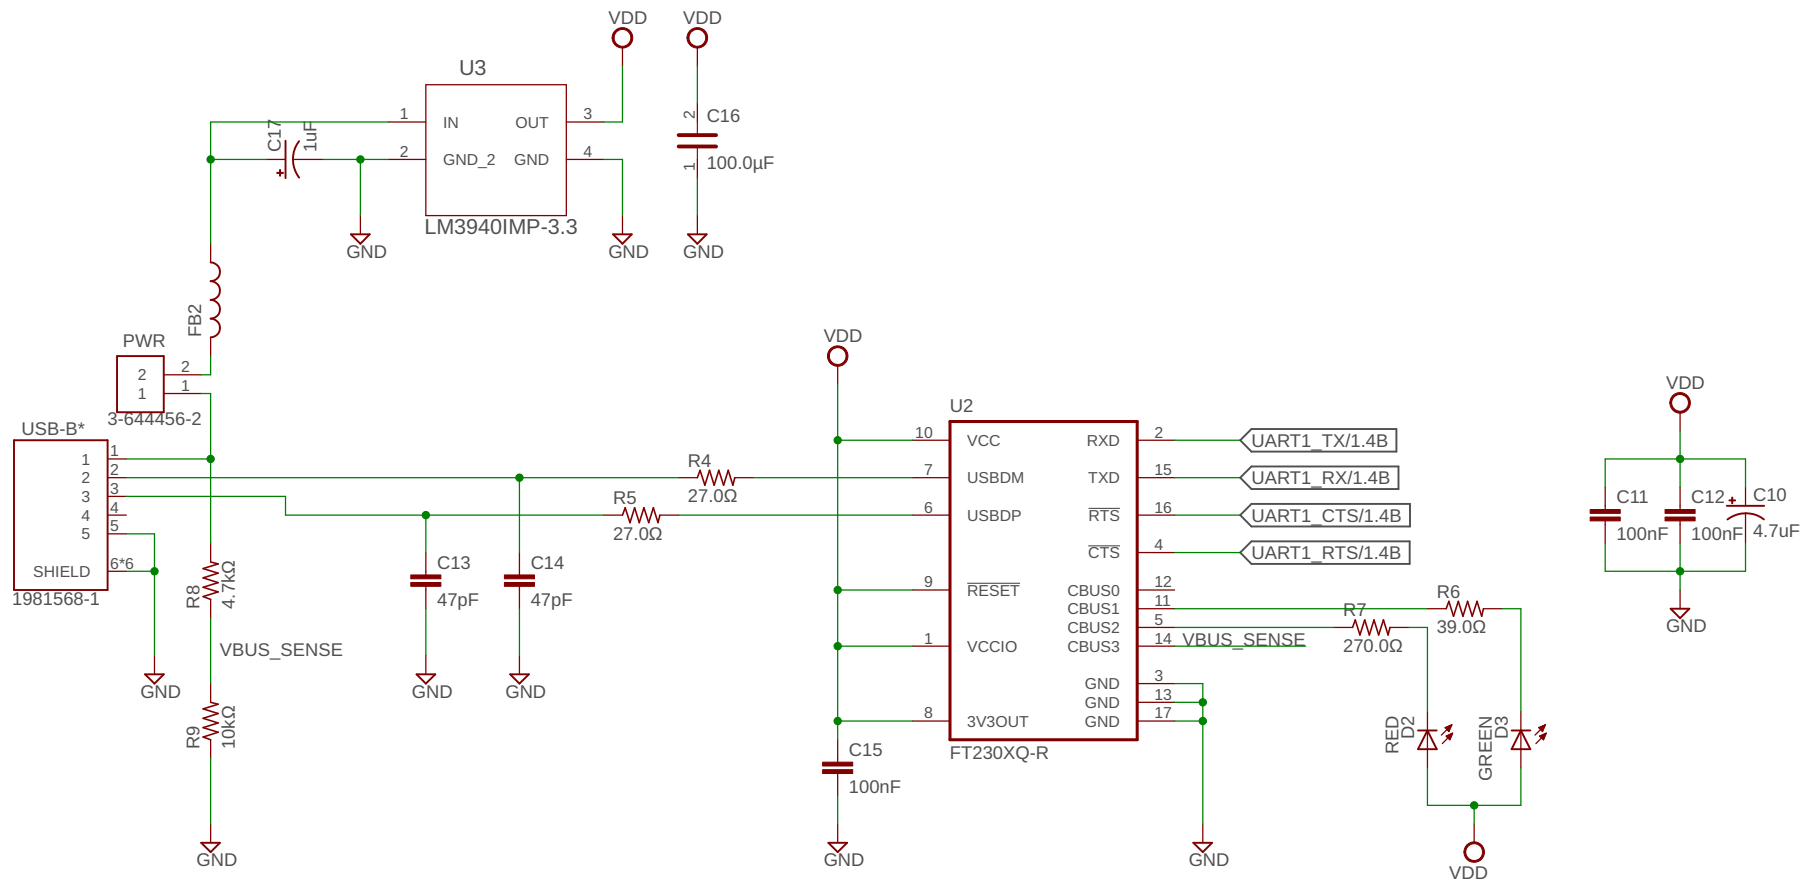 VDD
VDD
U3
1
IN
OUT
3
2
GND_2
GND
4
LM3940IMP-3.3
C17
1uF
+
GND
GND
2
C16
1
100.0µF
GND
FB2
PWR
2
2
1
1
3-644456-2
USB-B*
1
1
2
2
3
3
4
4
5
5
SHIELD
6*6
1981568-1
GND
R8
4.7kΩ
VBUS_SENSE
R9
10kΩ
GND
R4
27.0Ω
R5
27.0Ω
C13
47pF
GND
C14
47pF
GND
VDD
U2
10
VCC
RXD
2
UART1_TX/1.4B
7
USBDM
TXD
15
UART1_RX/1.4B
6
USBDP
RTS
16
UART1_CTS/1.4B
CTS
4
UART1_RTS/1.4B
9
RESET
CBUS0
12
CBUS1
11
CBUS2
5
1
VCCIO
CBUS3
14
VBUS_SENSE
GND
3
GND
13
8
3V3OUT
GND
17
FT230XQ-R
C15
100nF
GND
GND
R6
39.0Ω
R7
270.0Ω
RED
D2
GREEN
D3
VDD
VDD
C11
100nF
C12
100nF
+
C10
4.7uF
GND